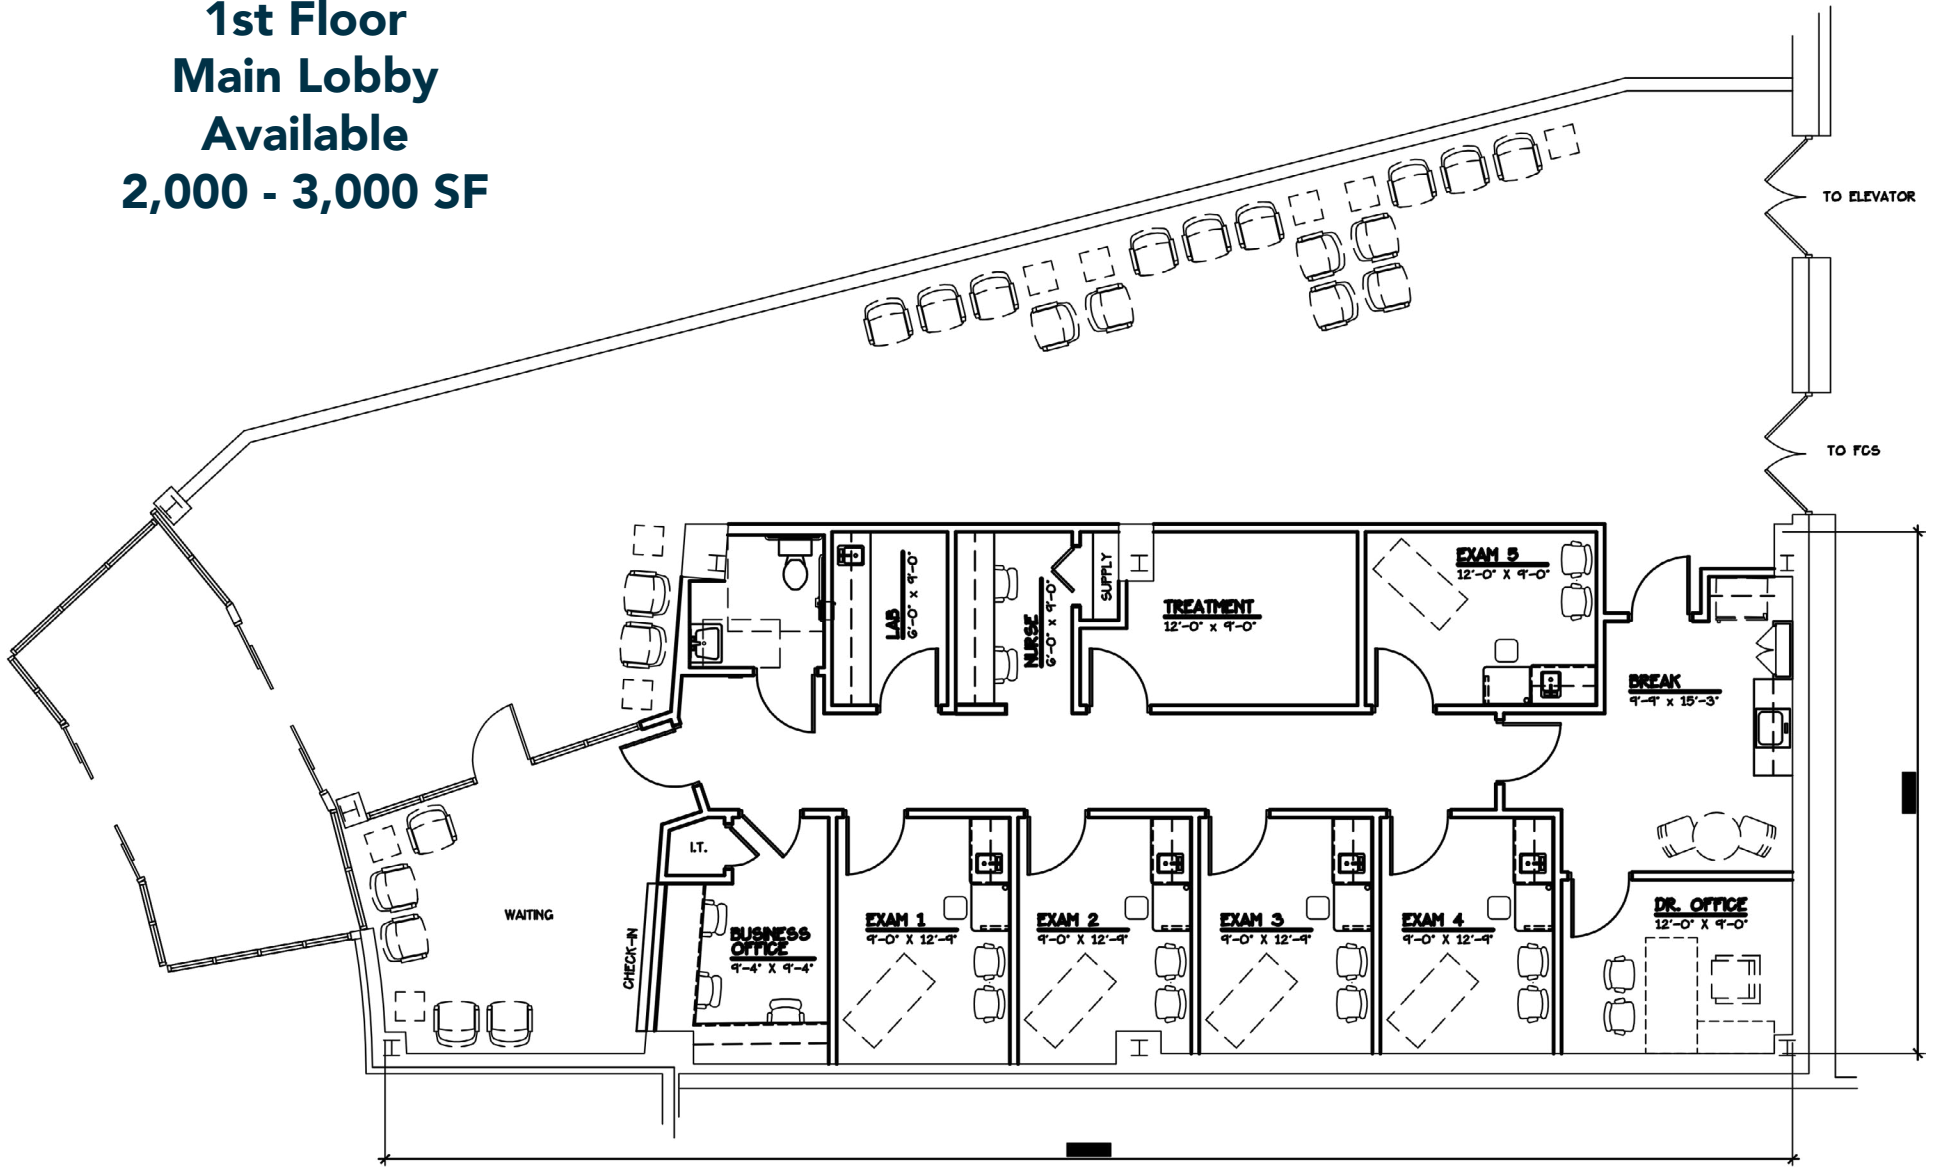 1st Floor
Main Lobby
Available
2,000 - 3,000 SF
TO ELEVATOR
TO FCS
LAB
6'-0" x 9'-0"
NURSE
6'-0" x 9'-0"
SUPPLY
TREATMENT
12'-0" x 9'-0"
EXAM 5
12'-0" X 9'-0"
BREAK
9'-9" x 15'-3"
I.T.
WAITING
CHECK-IN
BUSINESS
OFFICE
9'-4" X 9'-4"
EXAM 1
9'-0" X 12'-9"
EXAM 2
9'-0" X 12'-9"
EXAM 3
9'-0" X 12'-9"
EXAM 4
9'-0" X 12'-9"
DR. OFFICE
12'-0" X 9'-0"